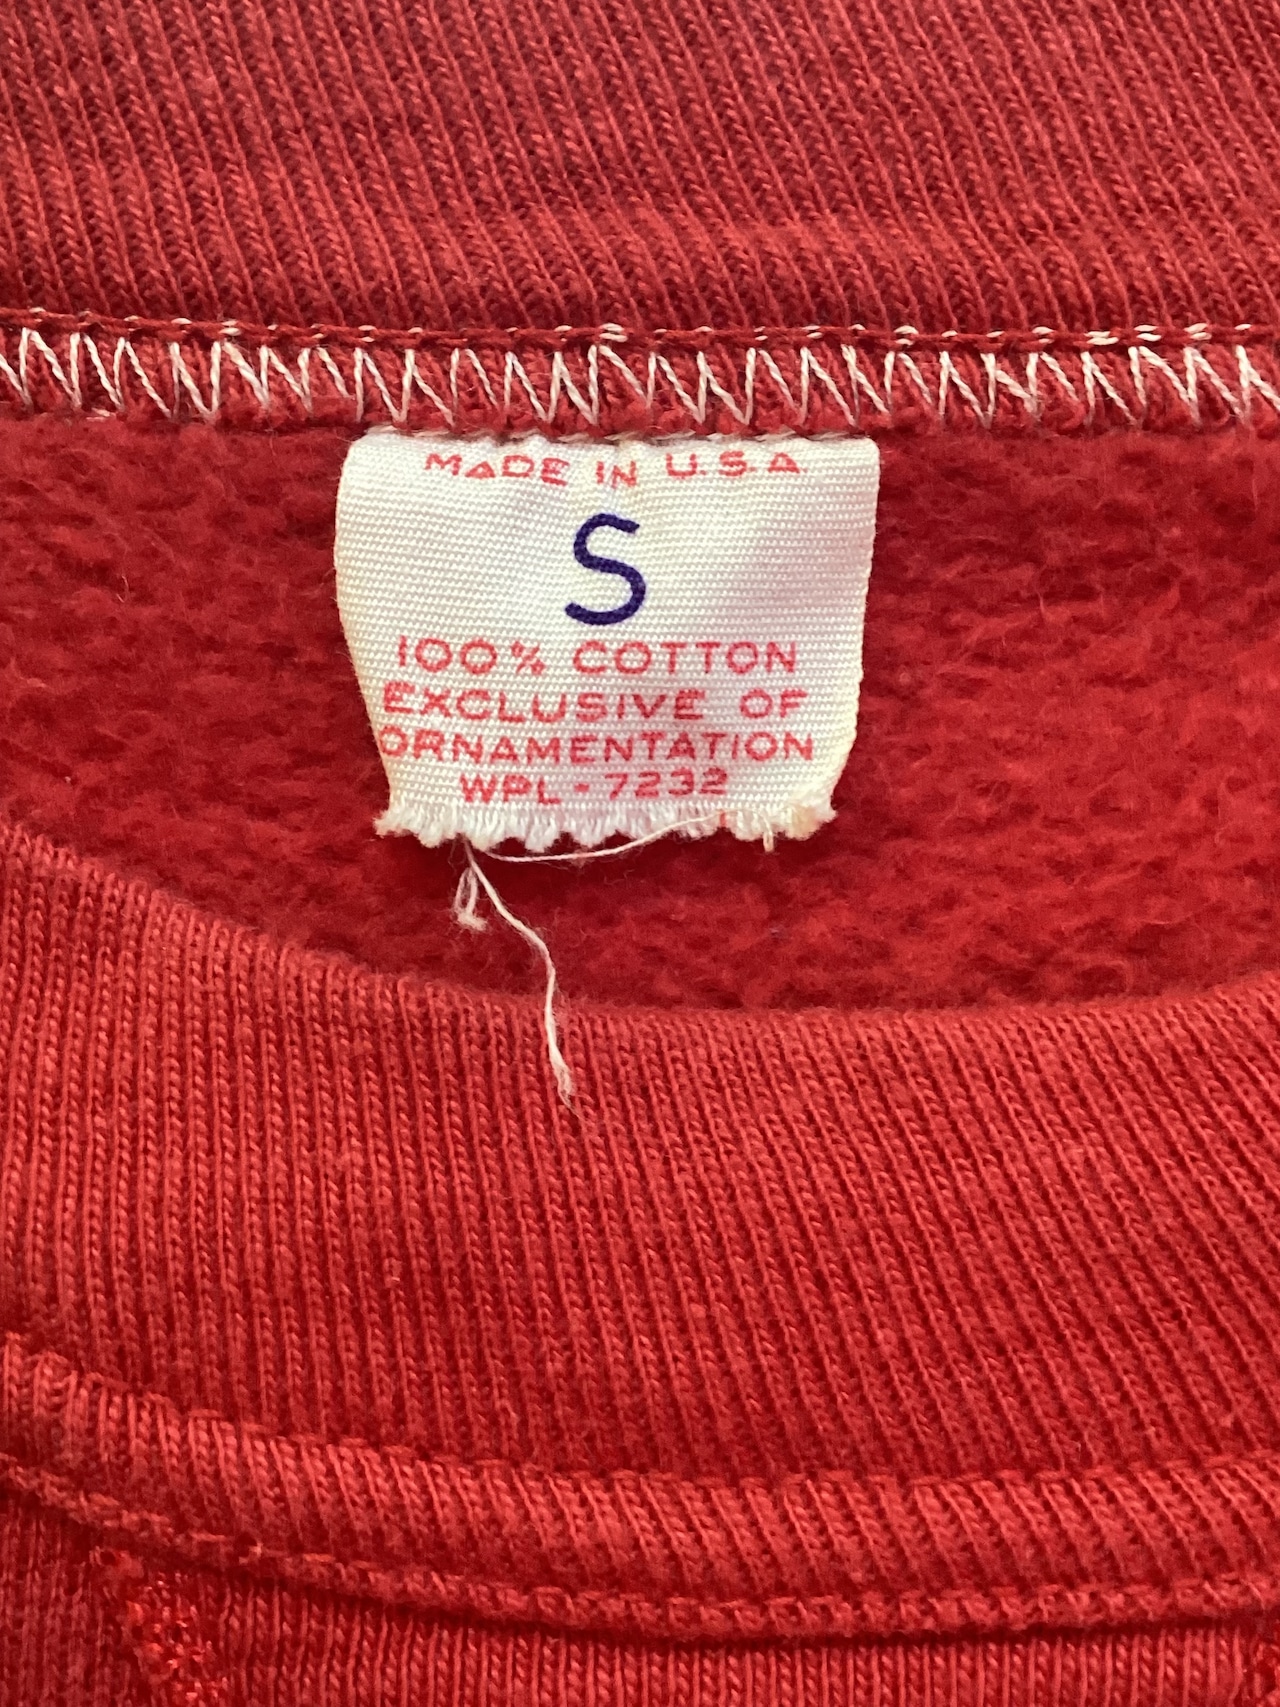 MADE IN U.S.A.
S
100% COTTON
EXCLUSIVE OF
ORNAMENTATION
WPL - 7232